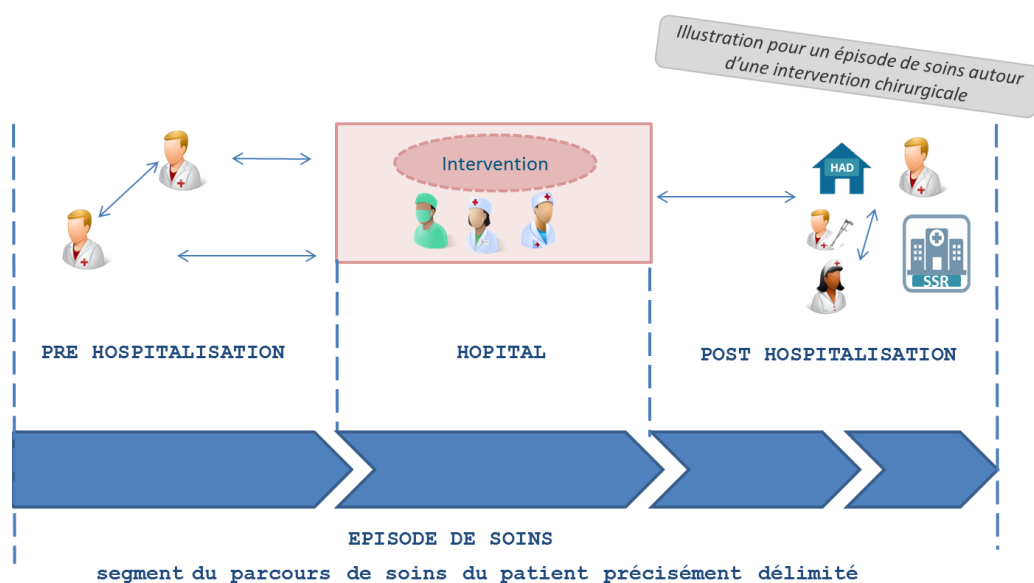 Illustration pour un épisode de soins autour
d'une intervention chirurgicale
Intervention
HAD
SSR
PRE HOSPITALISATION
HOPITAL
POST HOSPITALISATION
EPISODE DE SOINS
segment du parcours de soins du patient précisément délimité